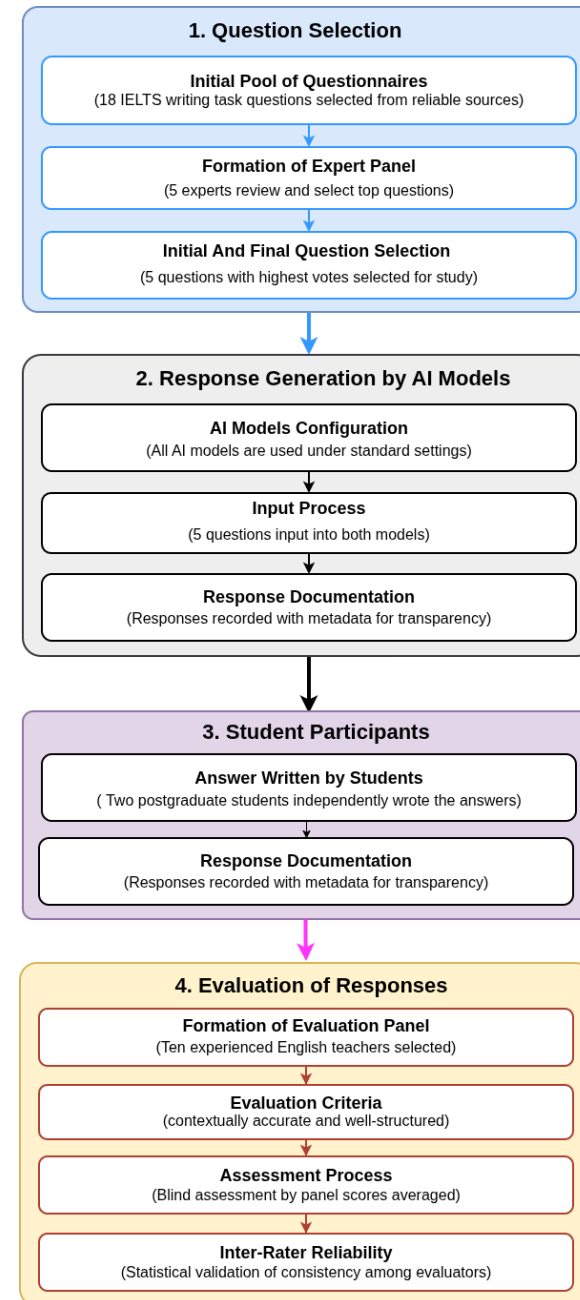 1. Question Selection
Initial Pool of Questionnaires
(18 IELTS writing task questions selected from reliable sources)
Formation of Expert Panel
(5 experts review and select top questions)
Initial And Final Question Selection
(5 questions with highest votes selected for study)
2. Response Generation by AI Models
AI Models Configuration
(All AI models are used under standard settings)
Input Process
(5 questions input into both models)
Response Documentation
(Responses recorded with metadata for transparency)
3. Student Participants
Answer Written by Students
( Two postgraduate students independently wrote the answers)
Response Documentation
(Responses recorded with metadata for transparency)
4. Evaluation of Responses
Formation of Evaluation Panel
(Ten experienced English teachers selected)
Evaluation Criteria
(contextually accurate and well-structured)
Assessment Process
(Blind assessment by panel scores averaged)
Inter-Rater Reliability
(Statistical validation of consistency among evaluators)